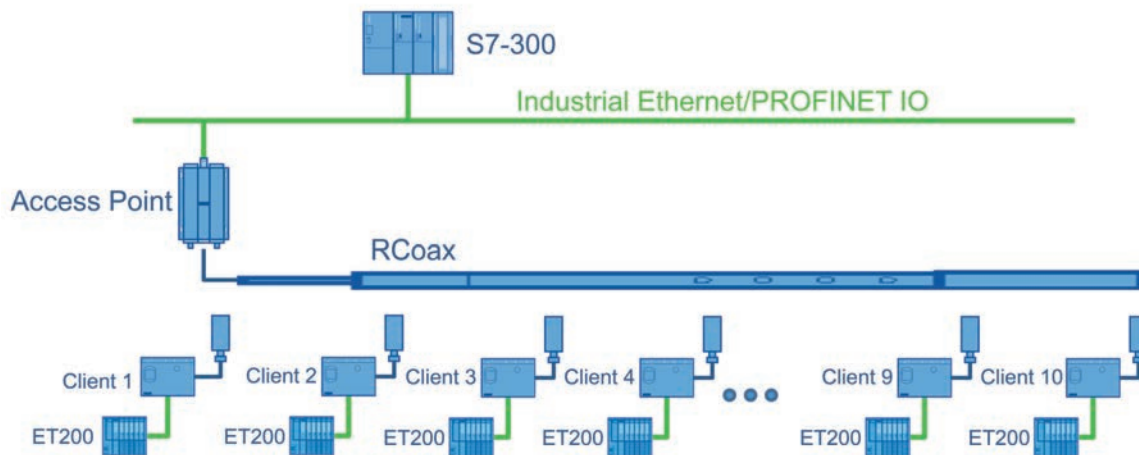 S7-300
Industrial Ethernet/PROFINET IO
Access Point
RCoax
Client 1
Client 2
Client 3
Client 4
Client 9
Client 10
ET200
ET200
ET200
ET200
ET200
ET200